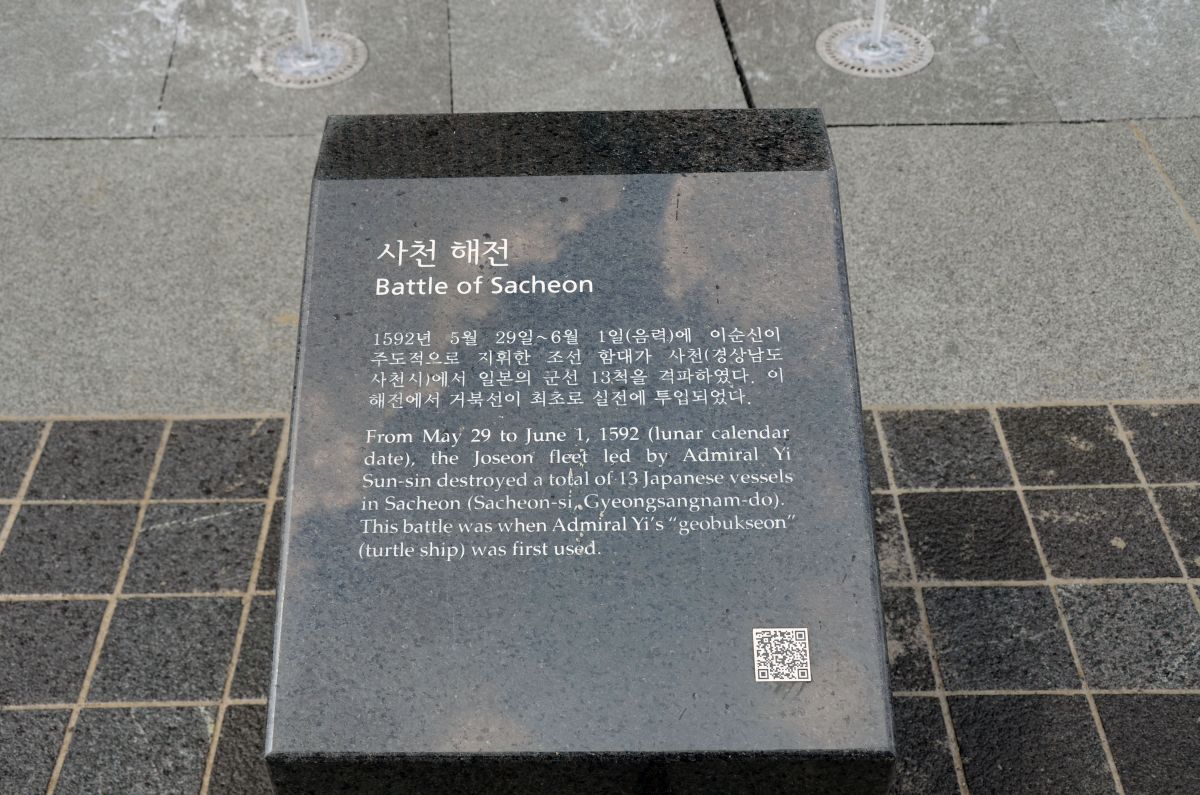 사천 해전
Battle of Sacheon
1592년 5월 29일~6월 1일(음력)에 이순신이
주도적으로 지휘한 조선 함대가 사천(경상남도
사천시)에서 일본의 군선 13척을 격파하였다. 이
해전에서 거북선이 최초로 실전에 투입되었다.
From May 29 to June 1, 1592 (lunar calendar
date), the Joseon fleet led by Admiral Yi
Sun-sin destroyed a total of 13 Japanese vessels
in Sacheon (Sacheon-si, Gyeongsangnam-do).
This battle was when Admiral Yi's “geobukseon”
(turtle ship) was first used.